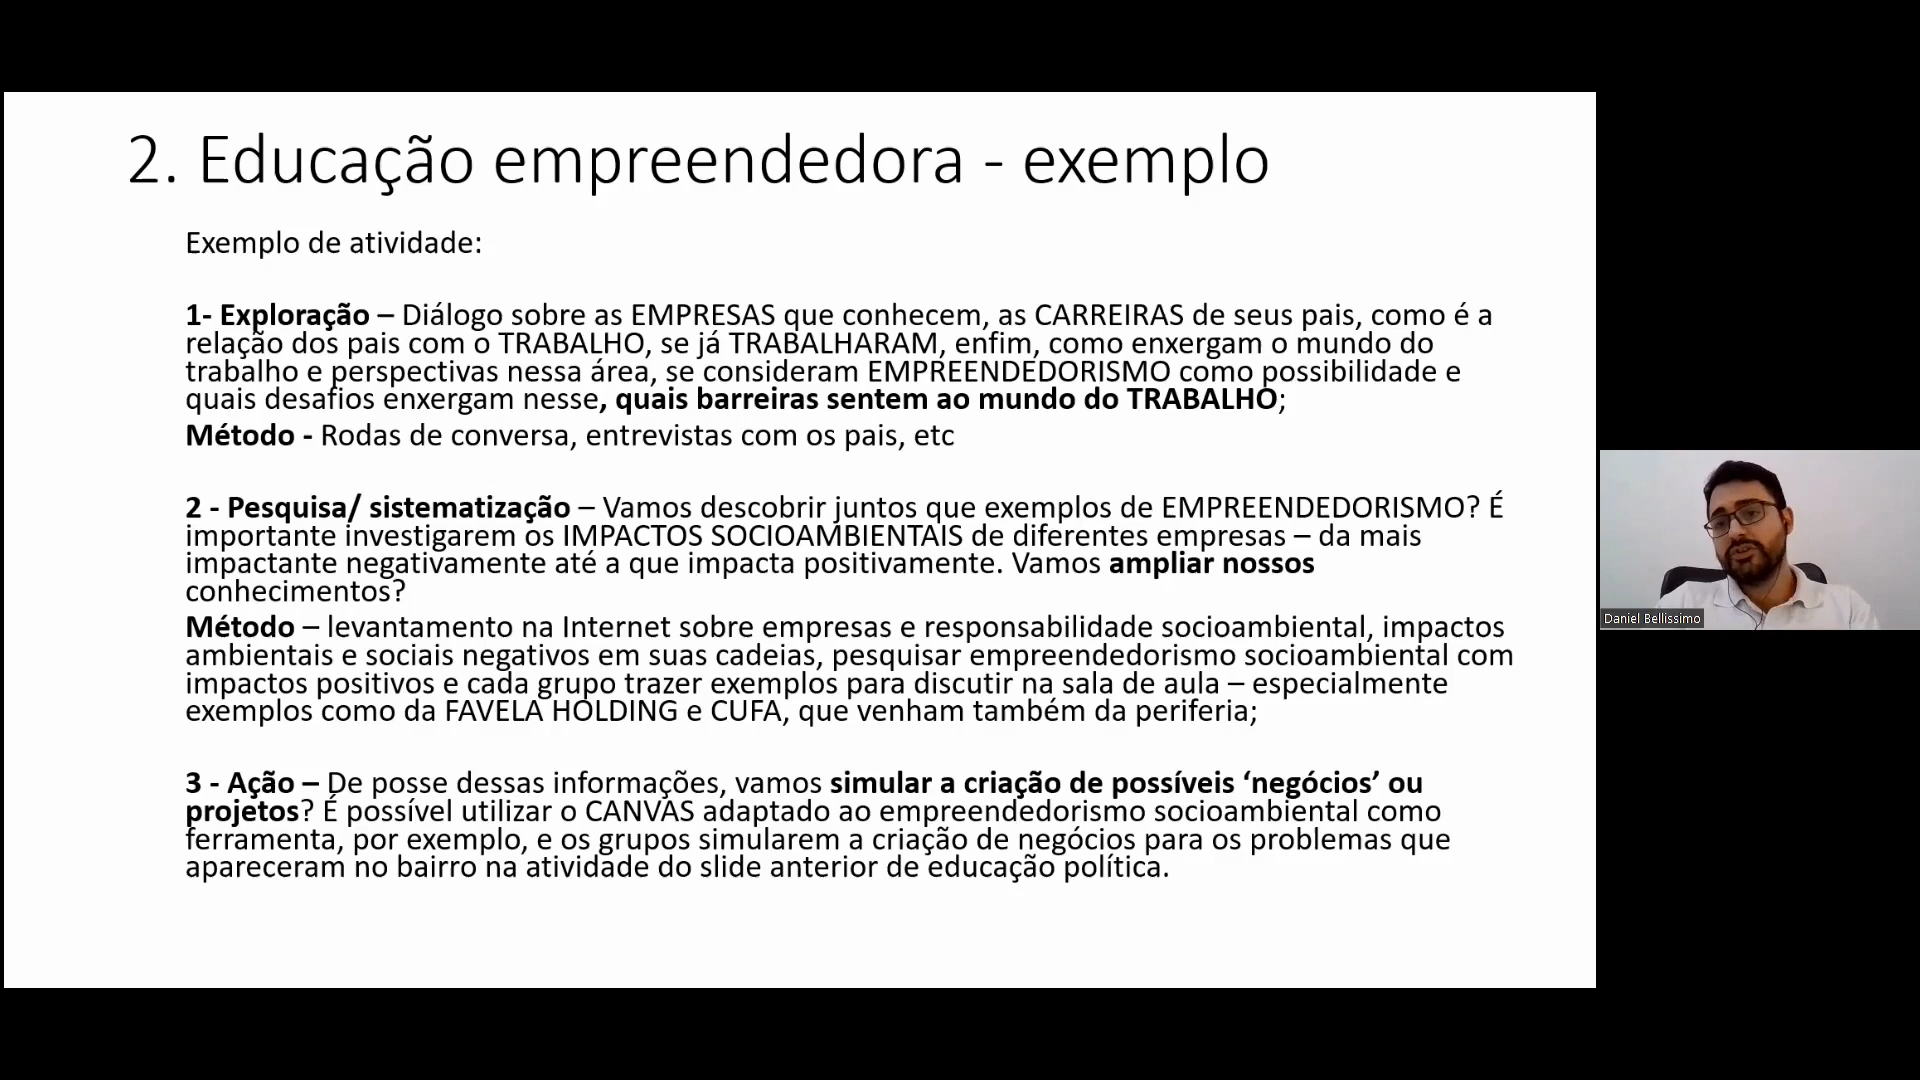 2. Educação empreendedora - exemplo
Exemplo de atividade:
1- Exploração – Diálogo sobre as EMPRESAS que conhecem, as CARREIRAS de seus pais, como é a
relação dos pais com o TRABALHO, se já TRABALHARAM, enfim, como enxergam o mundo do
trabalho e perspectivas nessa área, se consideram EMPREENDEDORISMO como possibilidade e
quais desafios enxergam nesse, quais barreiras sentem ao mundo do TRABALHO;
Método - Rodas de conversa, entrevistas com os pais, etc
2 - Pesquisa/ sistematização – Vamos descobrir juntos que exemplos de EMPREENDEDORISMO? É
importante investigarem os IMPACTOS SOCIOAMBIENTAIS de diferentes empresas – da mais
impactante negativamente até a que impacta positivamente. Vamos ampliar nossos
conhecimentos?
Método – levantamento na Internet sobre empresas e responsabilidade socioambiental, impactos
ambientais e sociais negativos em suas cadeias, pesquisar empreendedorismo socioambiental com
impactos positivos e cada grupo trazer exemplos para discutir na sala de aula – especialmente
exemplos como da FAVELA HOLDING e CUFA, que venham também da periferia;
3 - Ação – De posse dessas informações, vamos simular a criação de possíveis ‘negócios’ ou
projetos? É possível utilizar o CANVAS adaptado ao empreendedorismo socioambiental como
ferramenta, por exemplo, e os grupos simularem a criação de negócios para os problemas que
apareceram no bairro na atividade do slide anterior de educação política.
Daniel Bellissimo